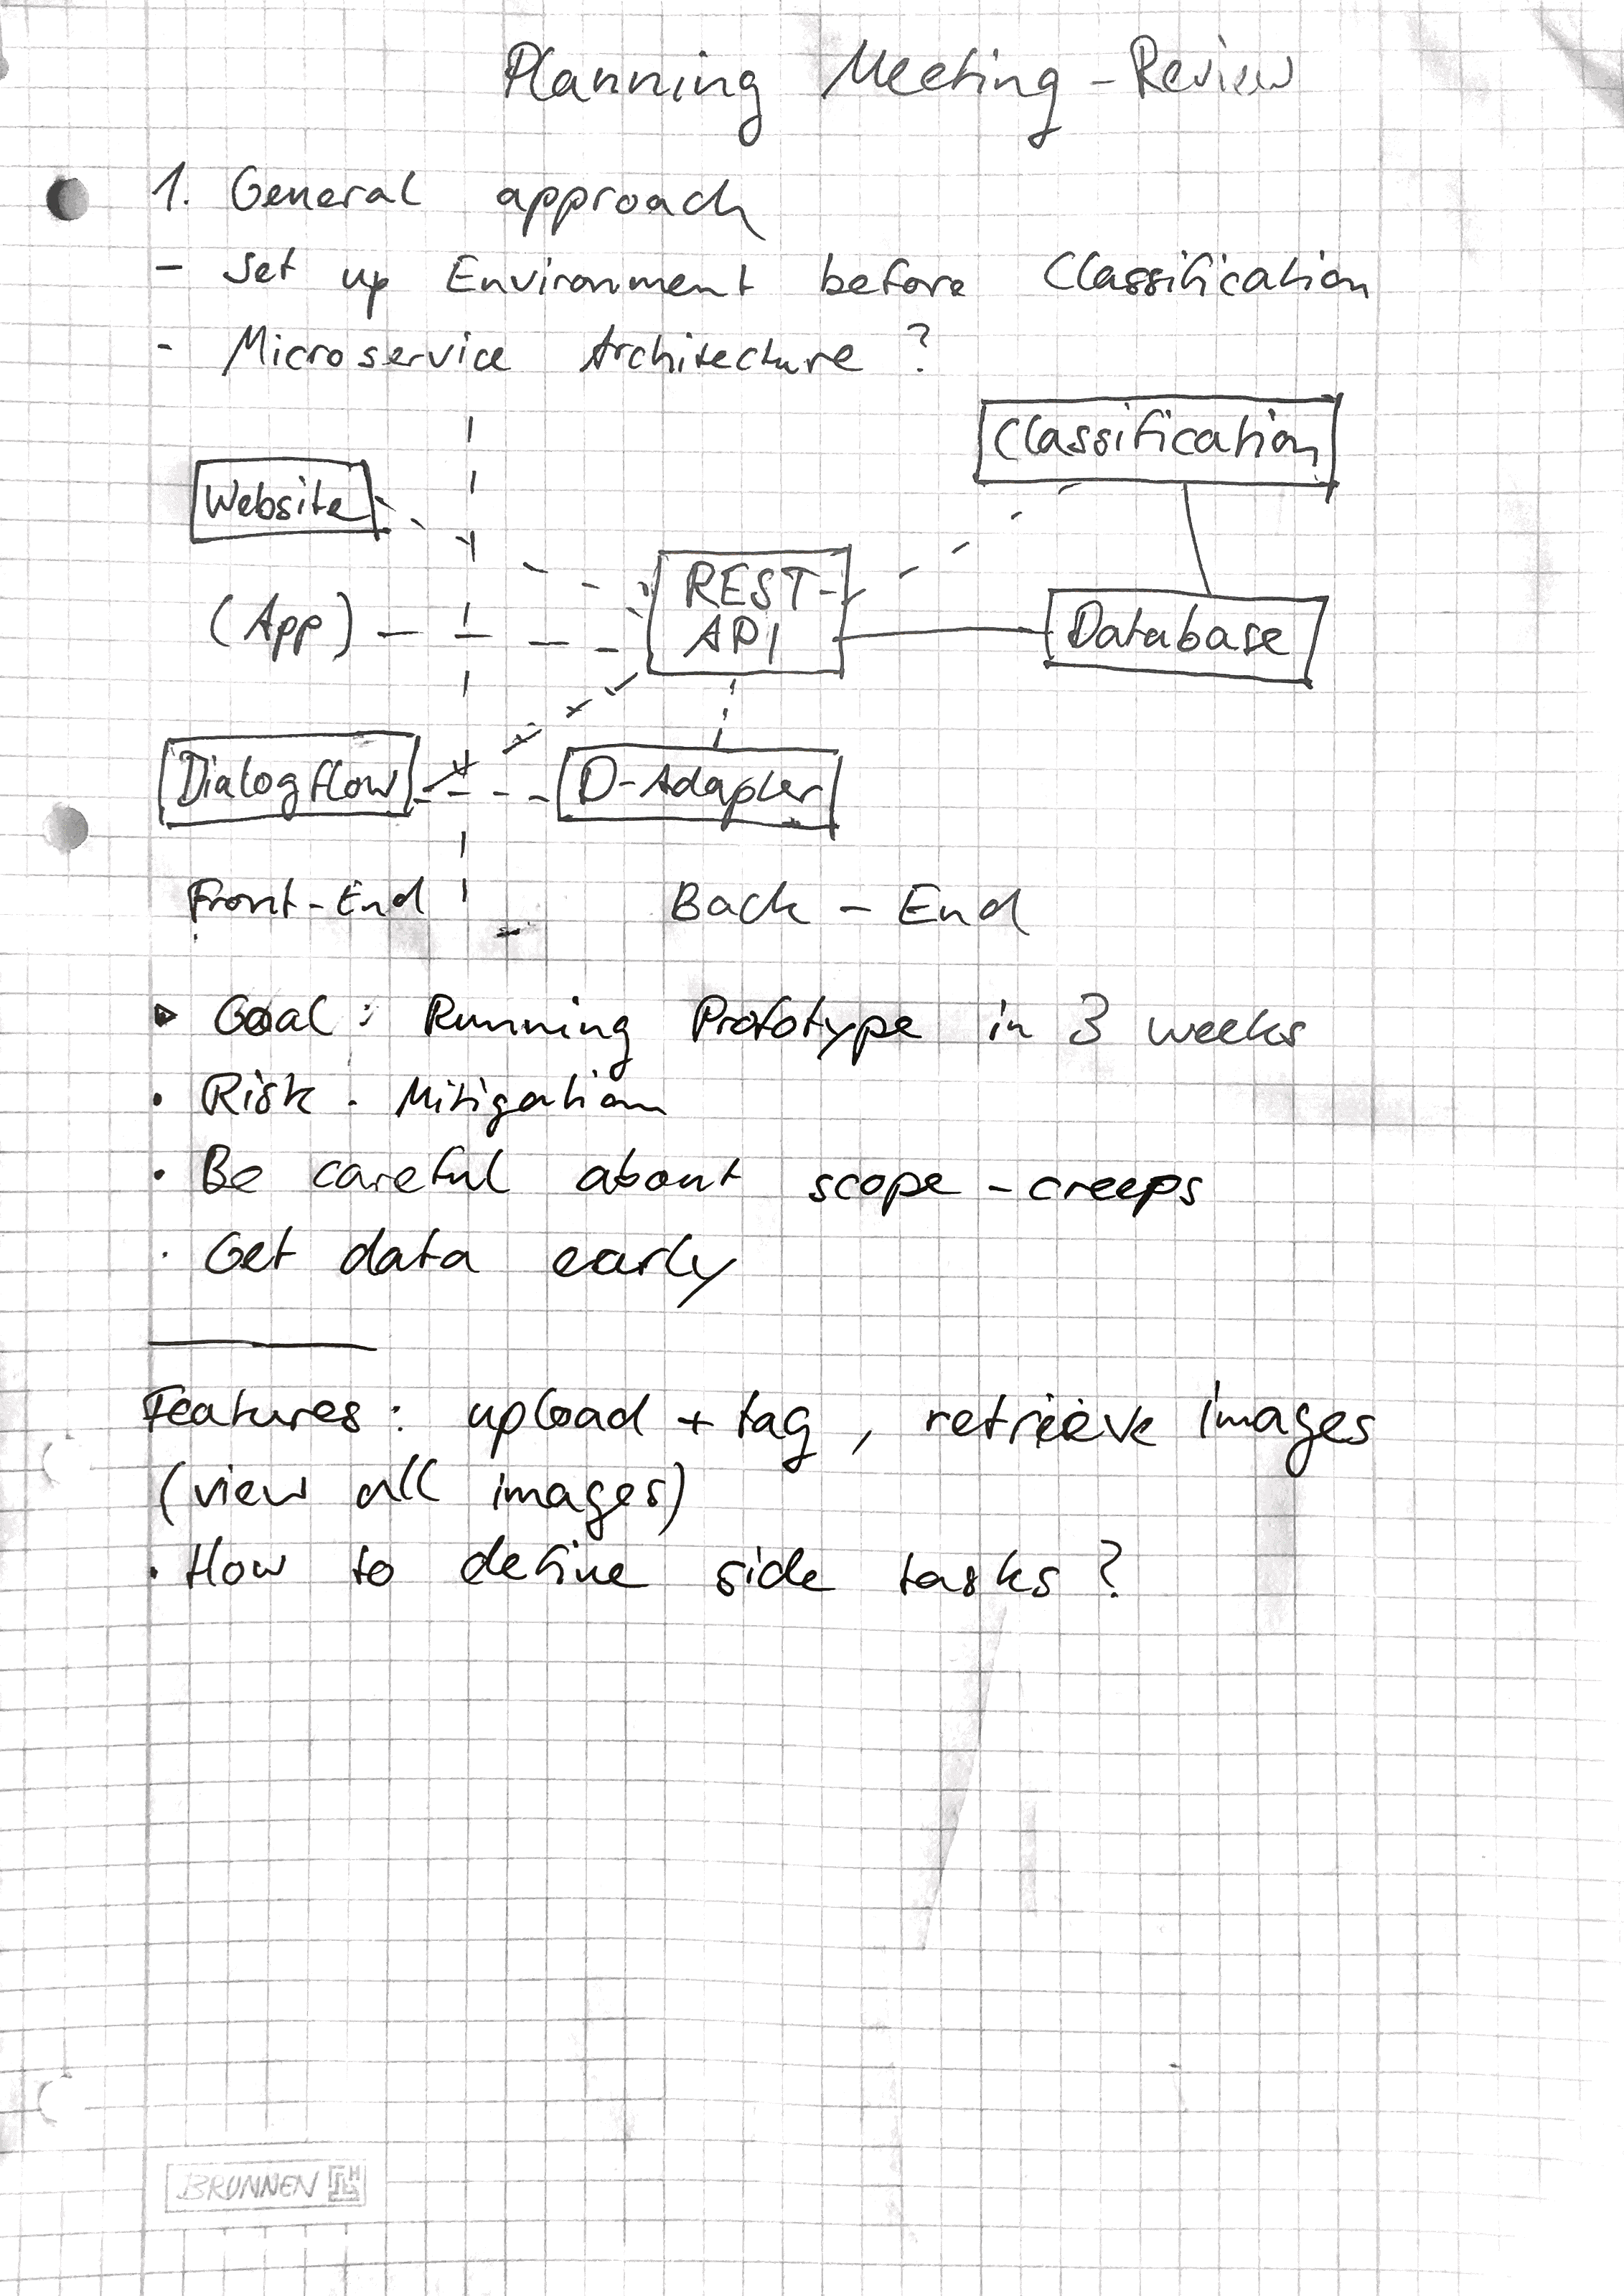 Planning Meeting - Review
1. General approach
- Set up Environment before Classification
- Microservice Architecture ?
Classification
Website
REST-
API
(App)
Database
Dialogflow
D-Adapter
Front-End
Back - End
▸ Goal : Running Prototype in 3 weeks
• Risk - Mitigation
• Be careful about scope - creeps
• Get data early
Features : upload + tag , retrieve images
(view all images)
• How to define side tasks ?
BRUNNEN